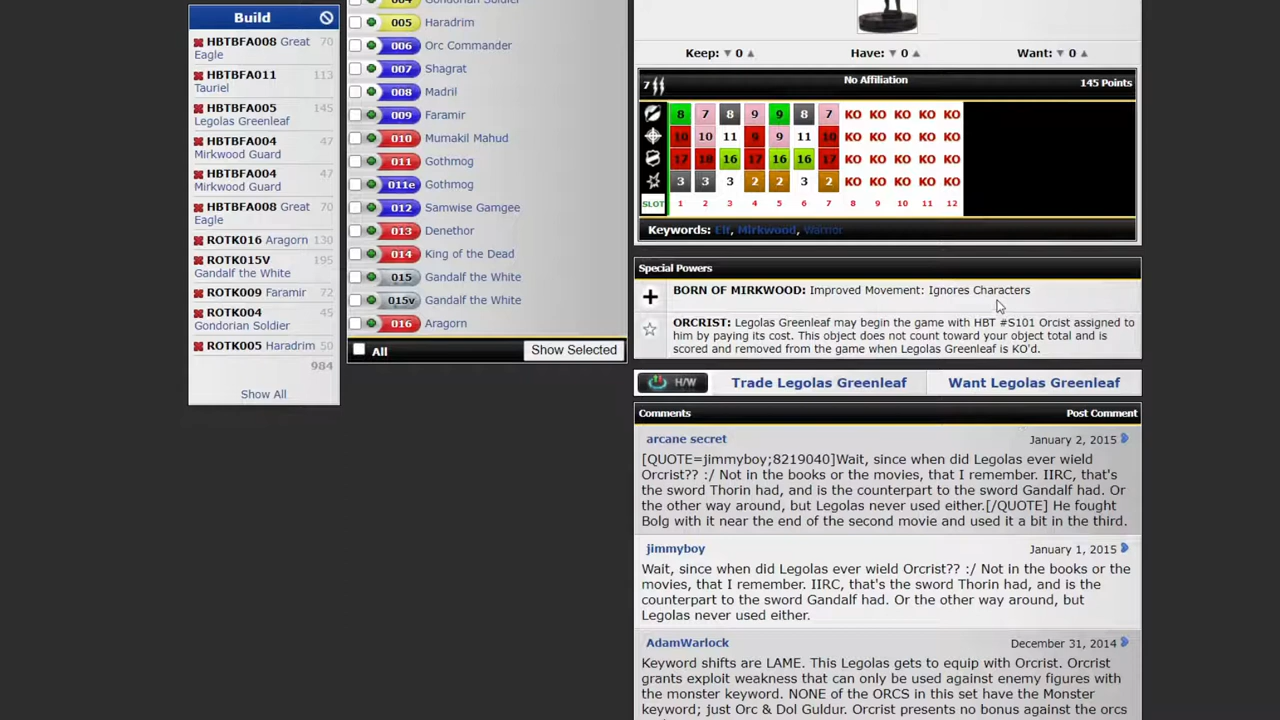 Build
HBTBFA008 Great 70
Eagle
HBTBFA011 113
Tauriel
HBTBFA005 145
Legolas Greenleaf
HBTBFA004 47
Mirkwood Guard
HBTBFA004 47
Mirkwood Guard
HBTBFA008 Great 70
Eagle
ROTK016 Aragorn 130
ROTK015V 195
Gandalf the White
ROTK009 Faramir 72
ROTK004 45
Gondorian Soldier
ROTK005 Haradrim 50
984
Show All
004 Gondorian Soldier
005 Haradrim
006 Orc Commander
007 Shagrat
008 Madril
009 Faramir
010 Mumakil Mahud
011 Gothmog
011e Gothmog
012 Samwise Gamgee
013 Denethor
014 King of the Dead
015 Gandalf the White
015v Gandalf the White
016 Aragorn
All Show Selected
Keep: ▼ 0 ▲ Have: ▼ 0 ▲ Want: ▼ 0 ▲
7 No Affiliation 145 Points
8 7 8 9 9 8 7 KO KO KO KO KO
10 10 11 9 9 11 10 KO KO KO KO KO
17 18 16 17 16 16 17 KO KO KO KO KO
3 3 3 2 2 3 2 KO KO KO KO KO
SLOT 1 2 3 4 5 6 7 8 9 10 11 12
Keywords: Elf, Mirkwood, Warrior
Special Powers
BORN OF MIRKWOOD: Improved Movement: Ignores Characters
ORCRIST: Legolas Greenleaf may begin the game with HBT #S101 Orcist assigned to
him by paying its cost. This object does not count toward your object total and is
scored and removed from the game when Legolas Greenleaf is KO'd.
H/W Trade Legolas Greenleaf Want Legolas Greenleaf
Comments Post Comment
arcane secret January 2, 2015
[QUOTE=jimmyboy;8219040]Wait, since when did Legolas ever wield
Orcrist?? :/ Not in the books or the movies, that I remember. IIRC, that's
the sword Thorin had, and is the counterpart to the sword Gandalf had. Or
the other way around, but Legolas never used either.[/QUOTE] He fought
Bolg with it near the end of the second movie and used it a bit in the third.
jimmyboy January 1, 2015
Wait, since when did Legolas ever wield Orcrist?? :/ Not in the books or the
movies, that I remember. IIRC, that's the sword Thorin had, and is the
counterpart to the sword Gandalf had. Or the other way around, but
Legolas never used either.
AdamWarlock December 31, 2014
Keyword shifts are LAME. This Legolas gets to equip with Orcrist. Orcrist
grants exploit weakness that can only be used against enemy figures with
the monster keyword. NONE of the ORCS in this set have the Monster
keyword; just Orc & Dol Guldur. Orcrist presents no bonus against the orcs